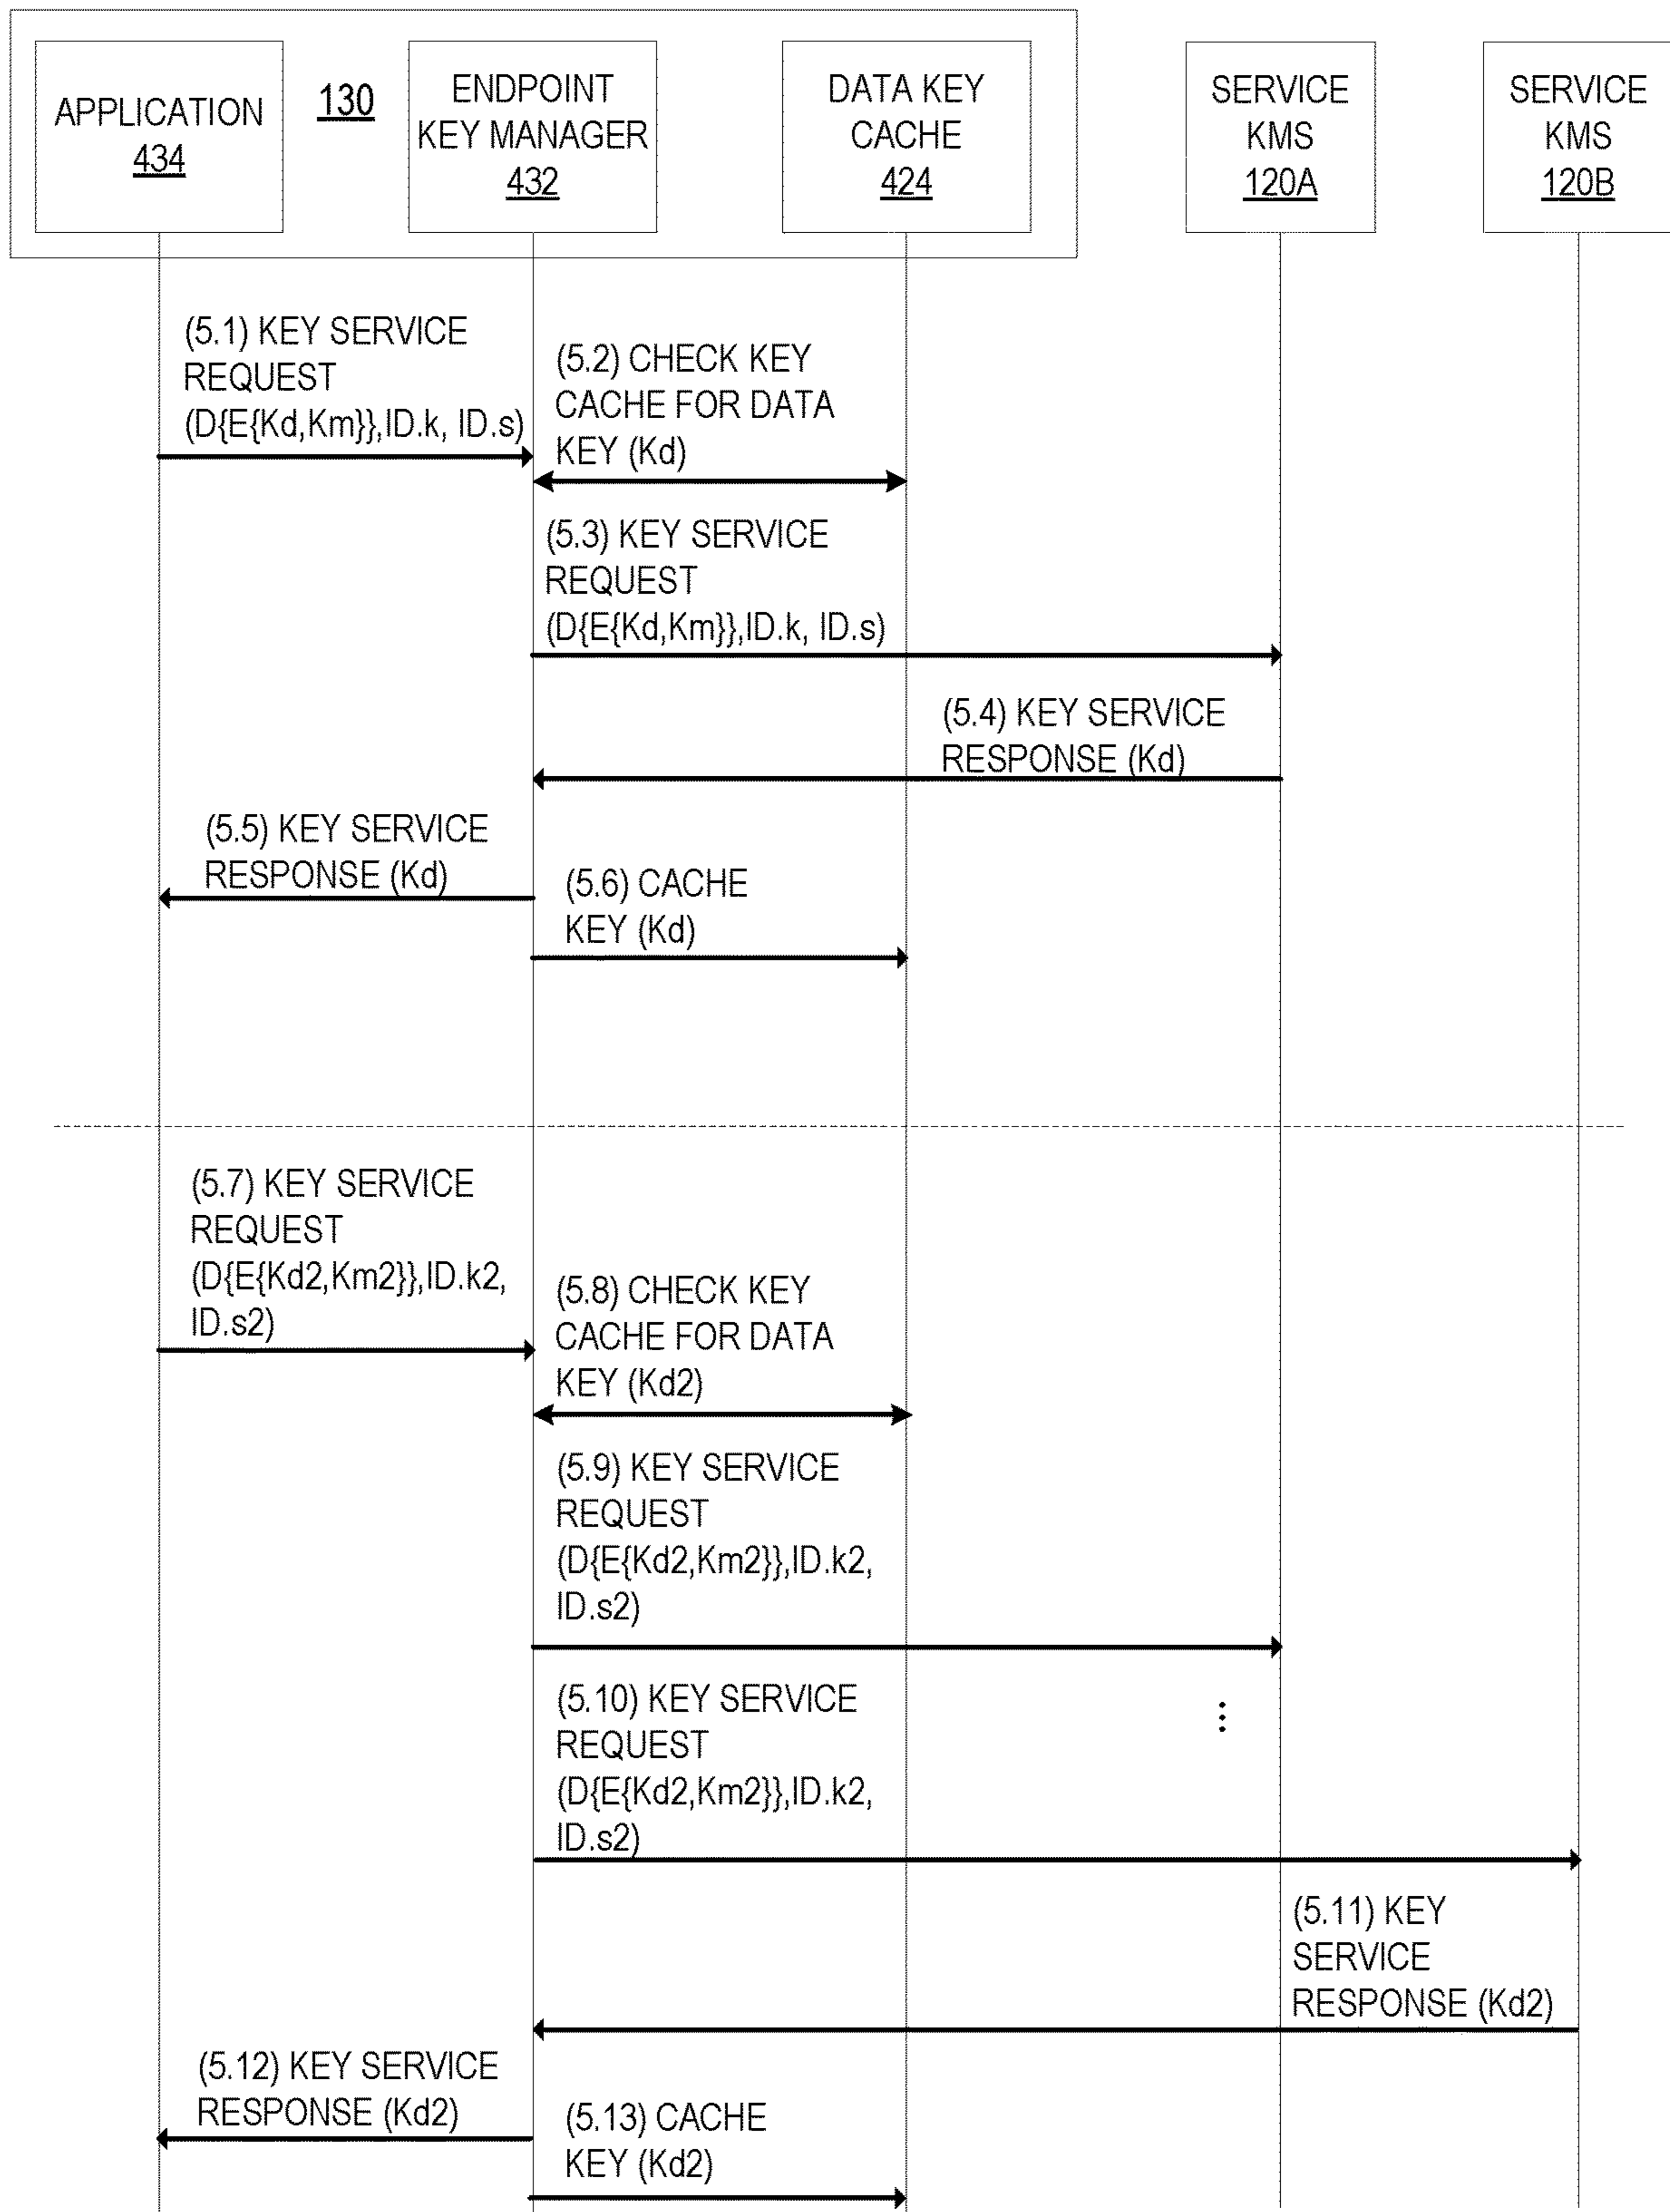 APPLICATION
434
130
ENDPOINT
KEY MANAGER
432
DATA KEY
CACHE
424
SERVICE
KMS
120A
SERVICE
KMS
120B
(5.1) KEY SERVICE
REQUEST
(D{E{Kd,Km}},ID.k, ID.s)
(5.2) CHECK KEY
CACHE FOR DATA
KEY (Kd)
(5.3) KEY SERVICE
REQUEST
(D{E{Kd,Km}},ID.k, ID.s)
(5.4) KEY SERVICE
RESPONSE (Kd)
(5.5) KEY SERVICE
RESPONSE (Kd)
(5.6) CACHE
KEY (Kd)
(5.7) KEY SERVICE
REQUEST
(D{E{Kd2,Km2}},ID.k2,
ID.s2)
(5.8) CHECK KEY
CACHE FOR DATA
KEY (Kd2)
(5.9) KEY SERVICE
REQUEST
(D{E{Kd2,Km2}},ID.k2,
ID.s2)
(5.10) KEY SERVICE
REQUEST
(D{E{Kd2,Km2}},ID.k2,
ID.s2)
(5.11) KEY
SERVICE
RESPONSE (Kd2)
(5.12) KEY SERVICE
RESPONSE (Kd2)
(5.13) CACHE
KEY (Kd2)